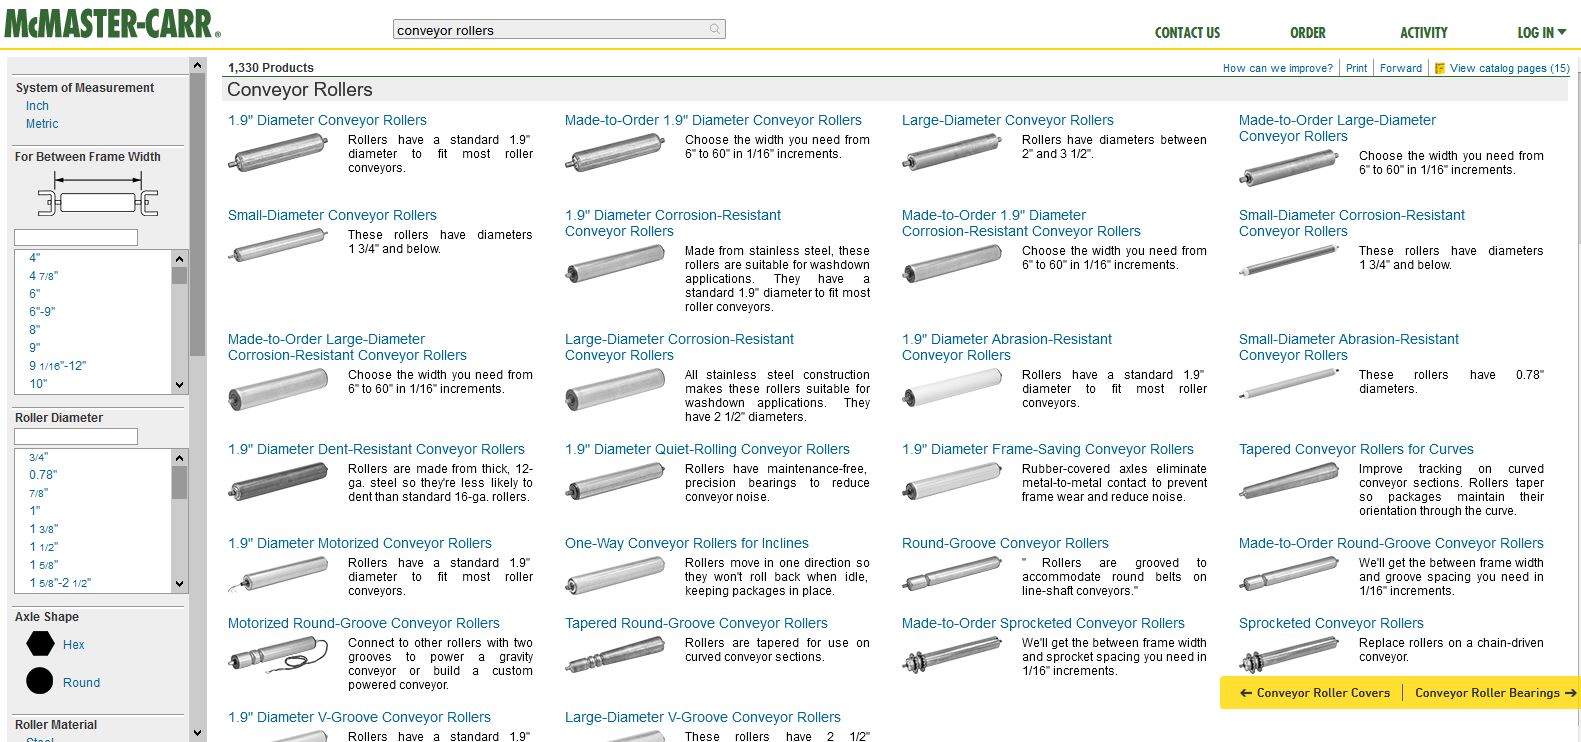 McMASTER-CARR®
conveyor rollers
CONTACT US
ORDER
ACTIVITY
LOG IN
System of Measurement
Inch
Metric
For Between Frame Width
4"
4 7/8"
6"
6"-9"
8"
9"
9 1/16"-12"
10"
Roller Diameter
3/4"
0.78"
7/8"
1"
1 3/8"
1 1/2"
1 5/8"
1 5/8"-2 1/2"
Axle Shape
Hex
Round
Roller Material
1,330 Products
How can we improve?
Print
Forward
View catalog pages (15)
Conveyor Rollers
1.9" Diameter Conveyor Rollers
Rollers have a standard 1.9"
diameter to fit most roller
conveyors.
Made-to-Order 1.9" Diameter Conveyor Rollers
Choose the width you need from
6" to 60" in 1/16" increments.
Large-Diameter Conveyor Rollers
Rollers have diameters between
2" and 3 1/2".
Made-to-Order Large-Diameter
Conveyor Rollers
Choose the width you need from
6" to 60" in 1/16" increments.
Small-Diameter Conveyor Rollers
These rollers have diameters
1 3/4" and below.
1.9" Diameter Corrosion-Resistant
Conveyor Rollers
Made from stainless steel, these
rollers are suitable for washdown
applications. They have a
standard 1.9" diameter to fit most
roller conveyors.
Made-to-Order 1.9" Diameter
Corrosion-Resistant Conveyor Rollers
Choose the width you need from
6" to 60" in 1/16" increments.
Small-Diameter Corrosion-Resistant
Conveyor Rollers
These rollers have diameters
1 3/4" and below.
Made-to-Order Large-Diameter
Corrosion-Resistant Conveyor Rollers
Choose the width you need from
6" to 60" in 1/16" increments.
Large-Diameter Corrosion-Resistant
Conveyor Rollers
All stainless steel construction
makes these rollers suitable for
washdown applications. They
have 2 1/2" diameters.
1.9" Diameter Abrasion-Resistant
Conveyor Rollers
Rollers have a standard 1.9"
diameter to fit most roller
conveyors.
Small-Diameter Abrasion-Resistant
Conveyor Rollers
These rollers have 0.78"
diameters.
1.9" Diameter Dent-Resistant Conveyor Rollers
Rollers are made from thick, 12-
ga. steel so they're less likely to
dent than standard 16-ga. rollers.
1.9" Diameter Quiet-Rolling Conveyor Rollers
Rollers have maintenance-free,
precision bearings to reduce
conveyor noise.
1.9" Diameter Frame-Saving Conveyor Rollers
Rubber-covered axles eliminate
metal-to-metal contact to prevent
frame wear and reduce noise.
Tapered Conveyor Rollers for Curves
Improve tracking on curved
conveyor sections. Rollers taper
so packages maintain their
orientation through the curve.
1.9" Diameter Motorized Conveyor Rollers
Rollers have a standard 1.9"
diameter to fit most roller
conveyors.
One-Way Conveyor Rollers for Inclines
Rollers move in one direction so
they won't roll back when idle,
keeping packages in place.
Round-Groove Conveyor Rollers
" Rollers are grooved to
accommodate round belts on
line-shaft conveyors."
Made-to-Order Round-Groove Conveyor Rollers
We'll get the between frame width
and groove spacing you need in
1/16" increments.
Motorized Round-Groove Conveyor Rollers
Connect to other rollers with two
grooves to power a gravity
conveyor or build a custom
powered conveyor.
Tapered Round-Groove Conveyor Rollers
Rollers are tapered for use on
curved conveyor sections.
Made-to-Order Sprocketed Conveyor Rollers
We'll get the between frame width
and sprocket spacing you need in
1/16" increments.
Sprocketed Conveyor Rollers
Replace rollers on a chain-driven
conveyor.
1.9" Diameter V-Groove Conveyor Rollers
Rollers have a standard 1.9"
Large-Diameter V-Groove Conveyor Rollers
These rollers have 2 1/2"
Conveyor Roller Covers
Conveyor Roller Bearings